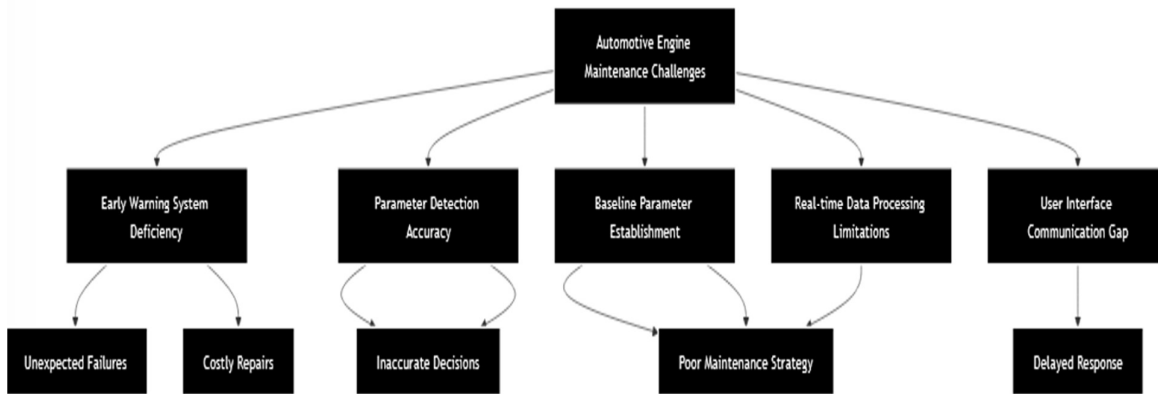 Automotive Engine
Maintenance Challenges
Early Warning System
Deficiency
Parameter Detection
Accuracy
Baseline Parameter
Establishment
Real-time Data Processing
Limitations
User Interface
Communication Gap
Unexpected Failures
Costly Repairs
Inaccurate Decisions
Poor Maintenance Strategy
Delayed Response